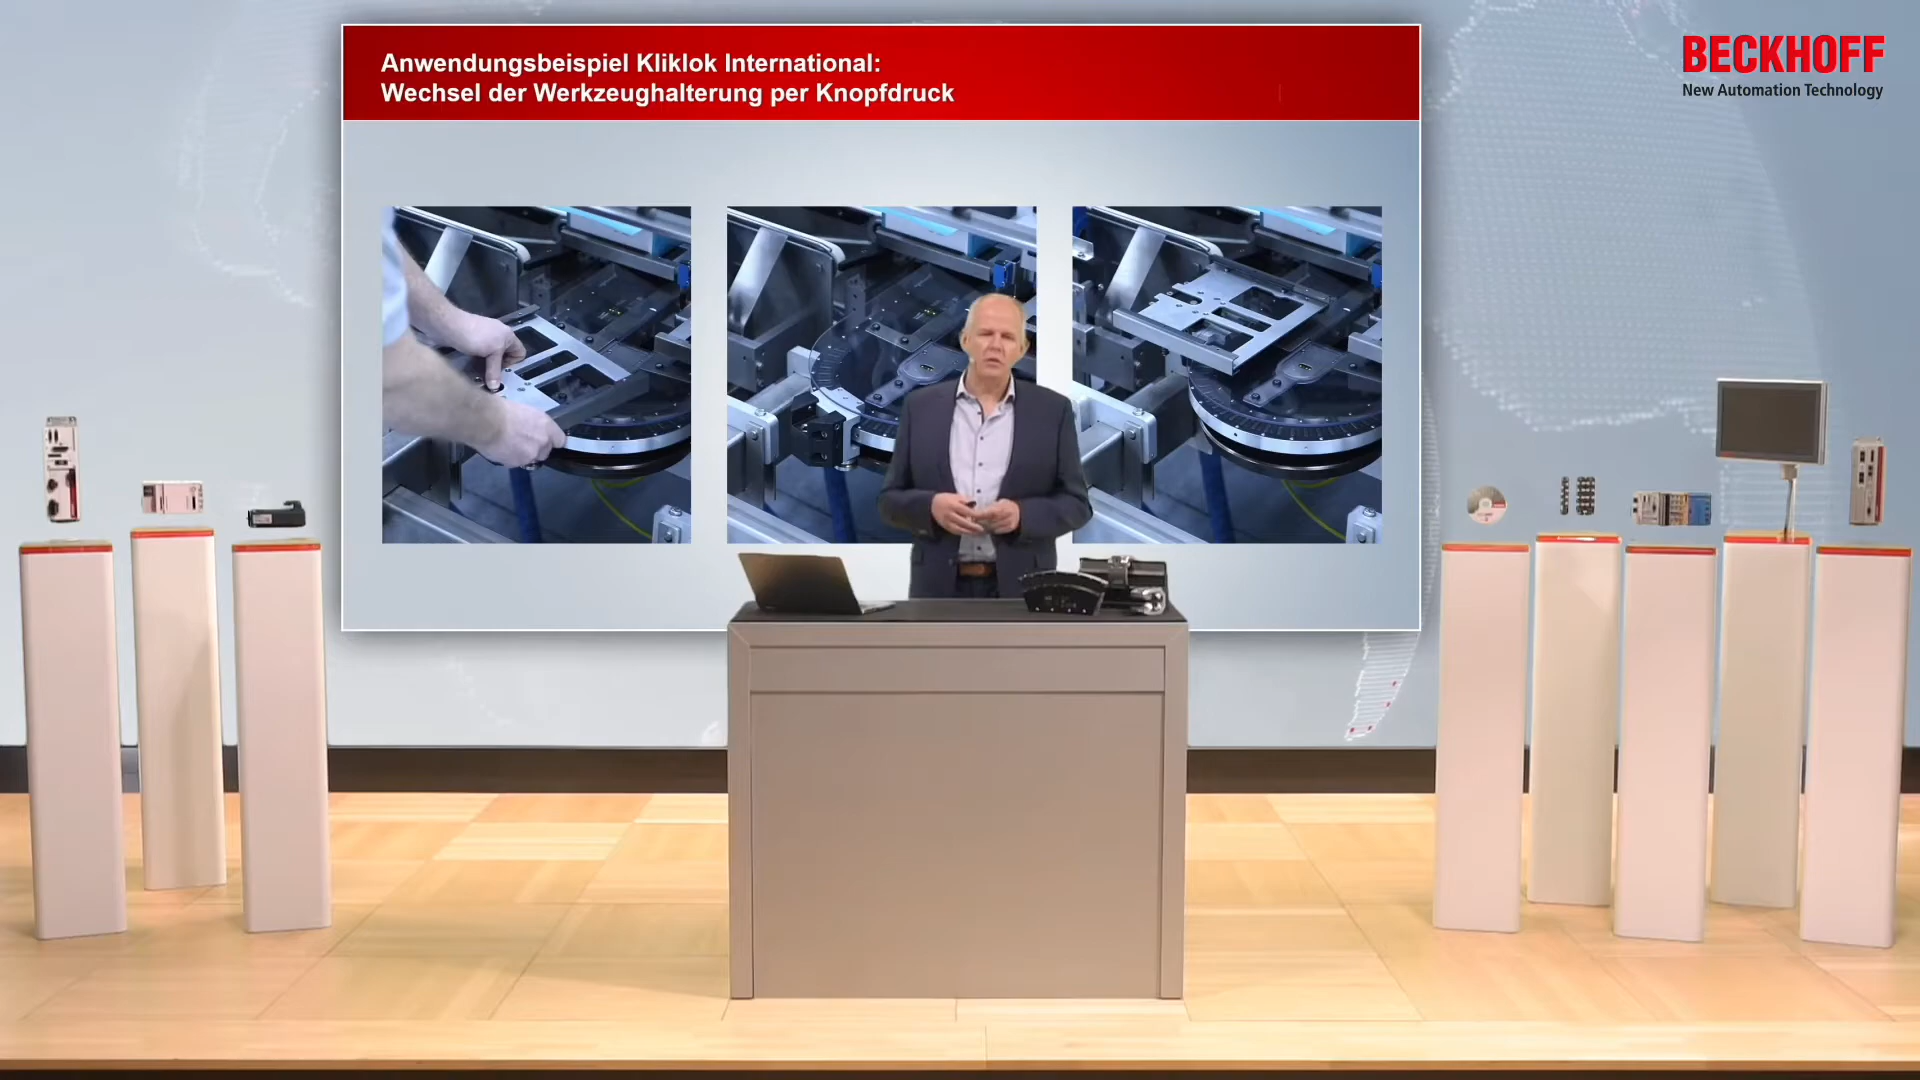 Anwendungsbeispiel Kliklok International:
Wechsel der Werkzeughalterung per Knopfdruck
BECKHOFF
New Automation Technology